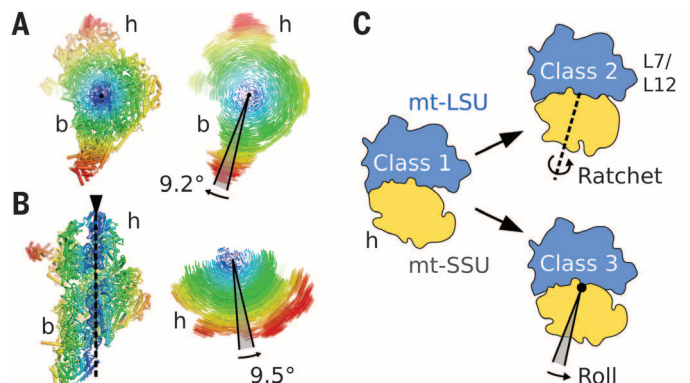 A
h
b
9.2°
B
h
b
h
9.5°
C
mt-LSU
Class 1
h
mt-SSU
Class 2
L7/
L12
Ratchet
Class 3
Roll